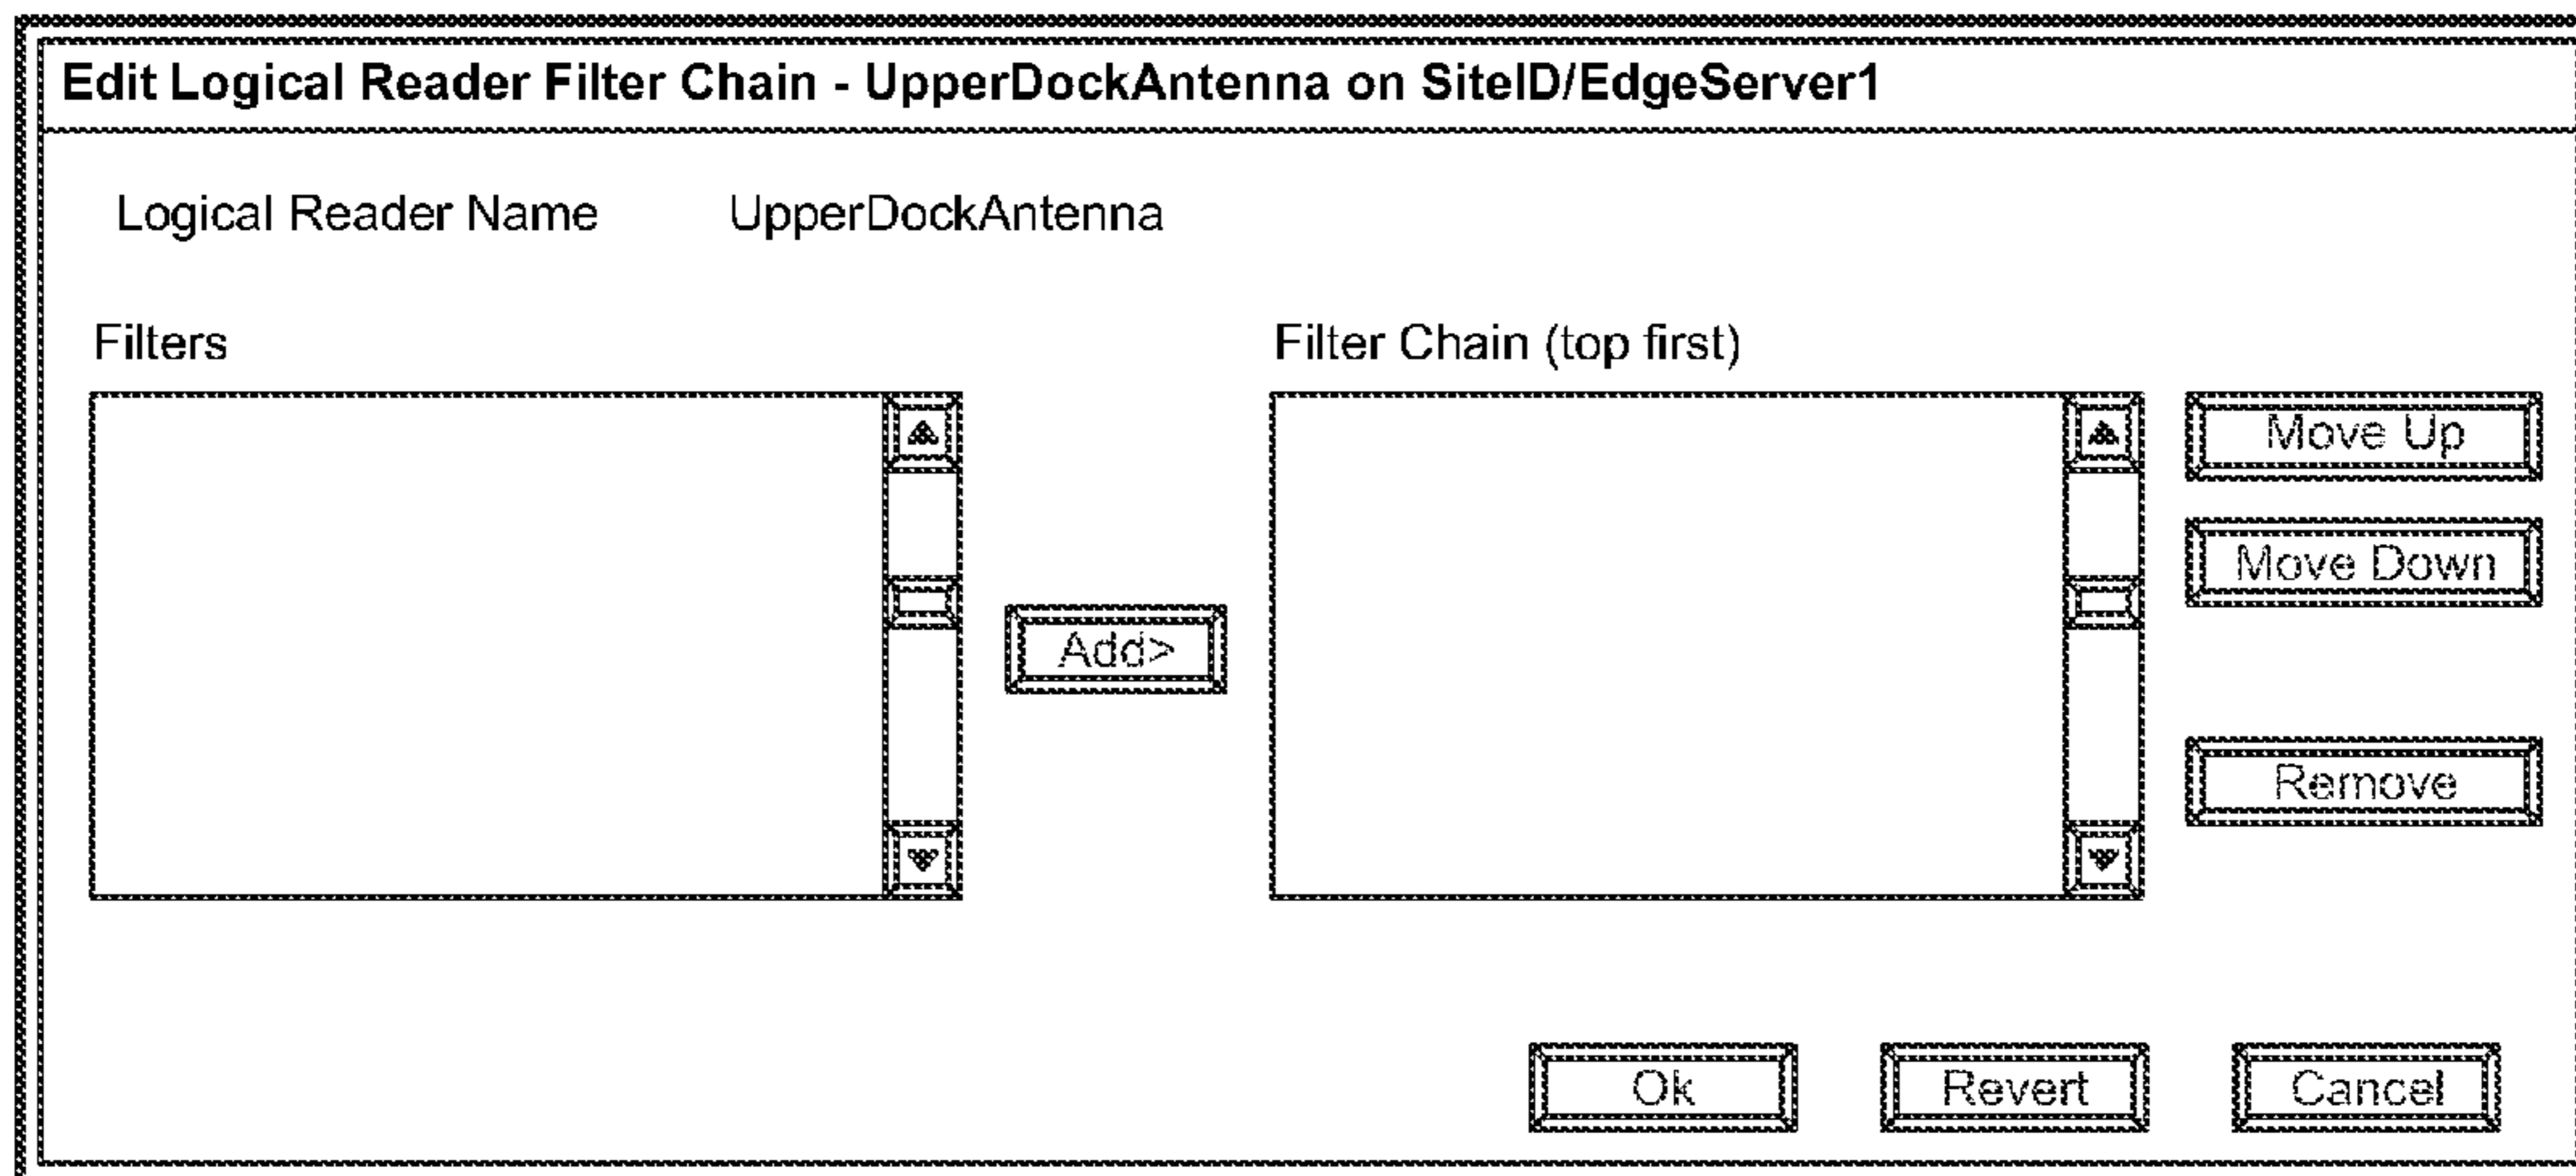 Edit Logical Reader Filter Chain - UpperDockAntenna on SiteID/EdgeServer1
Logical Reader Name UpperDockAntenna
Filters Filter Chain (top first)
Move Up
Move Down
Add>
Remove
Ok Revert Cancel